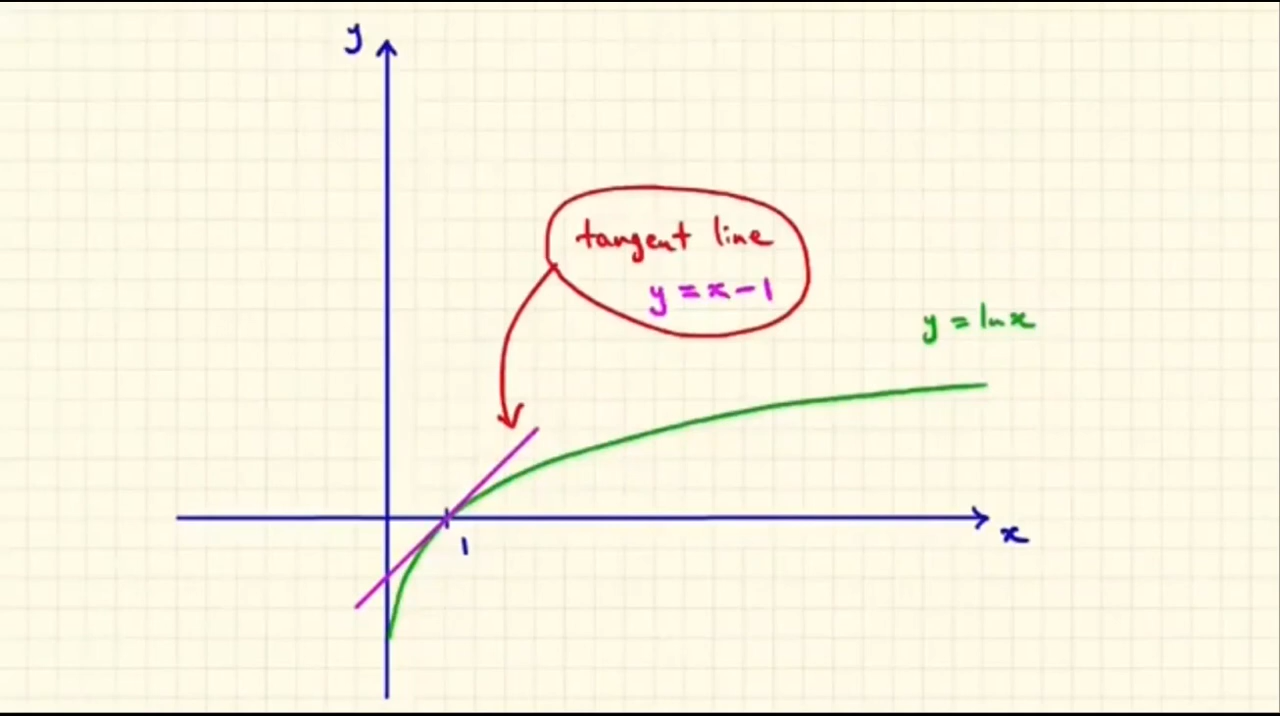 y
tangent line
y = x - 1
y = ln x
1
x